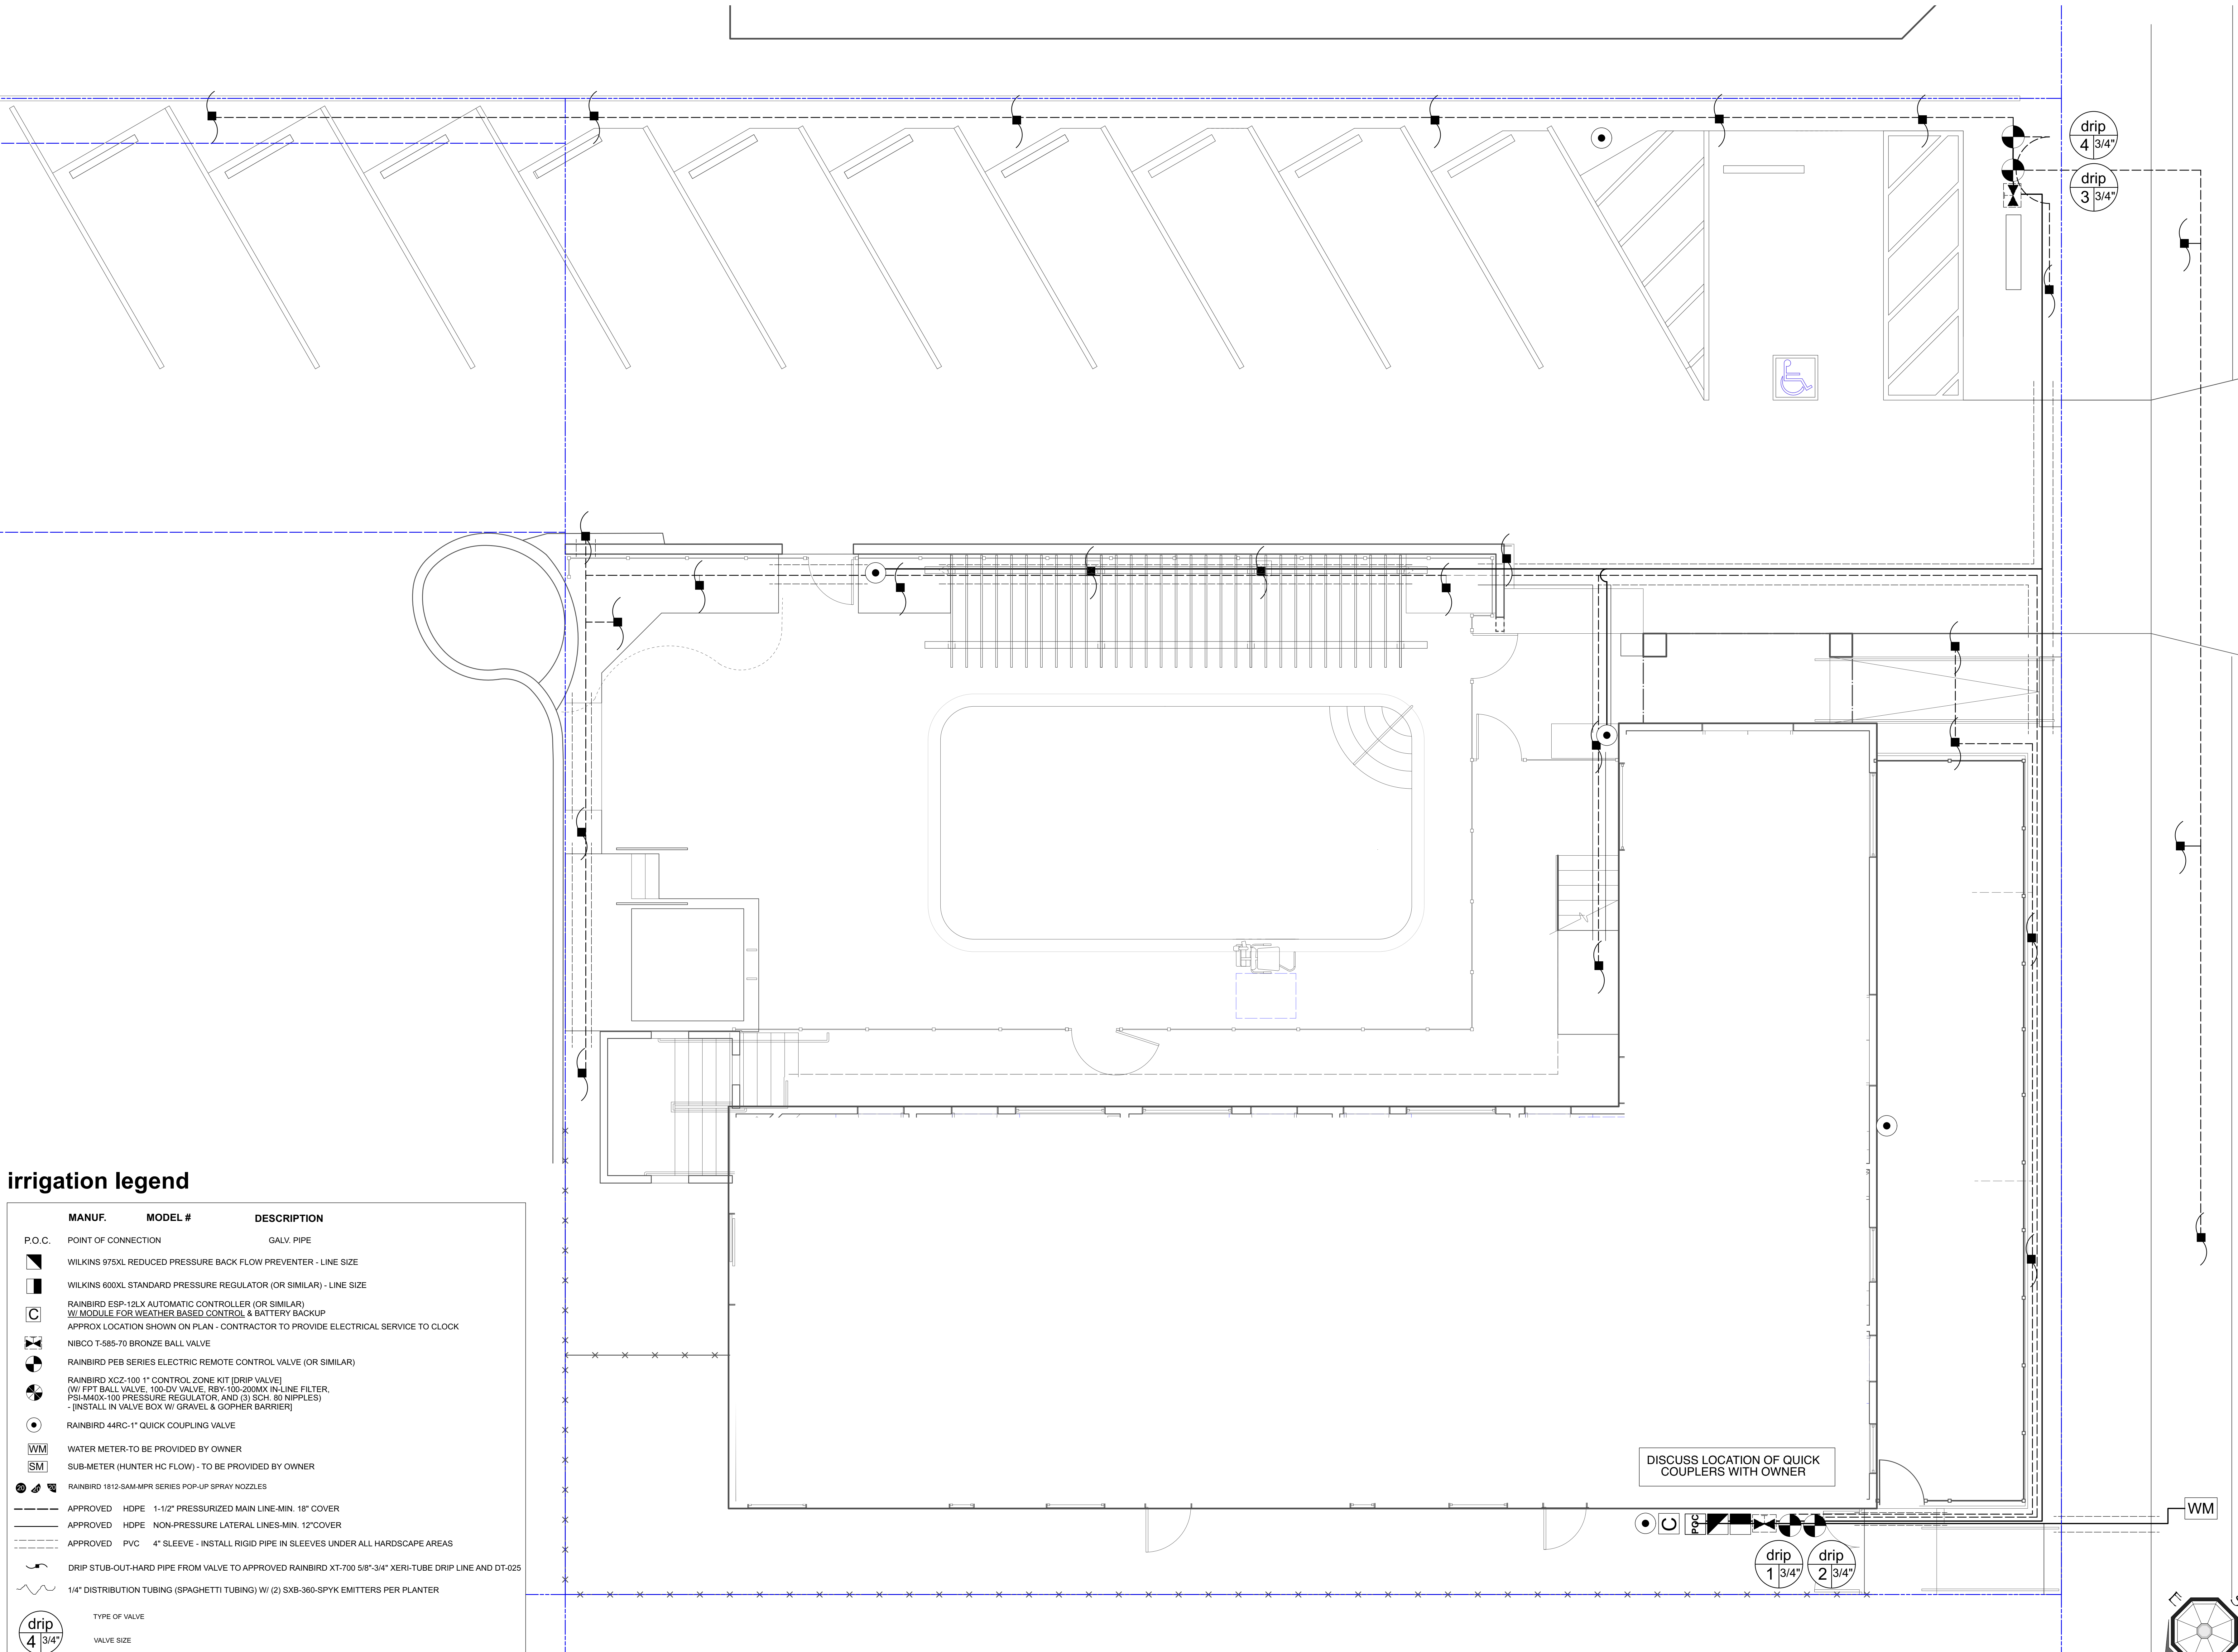 drip
4 3/4"
drip
3 3/4"
irrigation legend
MANUF. MODEL # DESCRIPTION
P.O.C. POINT OF CONNECTION GALV. PIPE
WILKINS 975XL REDUCED PRESSURE BACK FLOW PREVENTER - LINE SIZE
WILKINS 600XL STANDARD PRESSURE REGULATOR (OR SIMILAR) - LINE SIZE
C RAINBIRD ESP-12LX AUTOMATIC CONTROLLER (OR SIMILAR)
W/ MODULE FOR WEATHER BASED CONTROL & BATTERY BACKUP
APPROX LOCATION SHOWN ON PLAN - CONTRACTOR TO PROVIDE ELECTRICAL SERVICE TO CLOCK
NIBCO T-585-70 BRONZE BALL VALVE
RAINBIRD PEB SERIES ELECTRIC REMOTE CONTROL VALVE (OR SIMILAR)
RAINBIRD XCZ-100 1" CONTROL ZONE KIT [DRIP VALVE]
(W/ FPT BALL VALVE, 100-DV VALVE, RBY-100-200MX IN-LINE FILTER,
PSI-M40X-100 PRESSURE REGULATOR, AND (3) SCH. 80 NIPPLES)
- [INSTALL IN VALVE BOX W/ GRAVEL & GOPHER BARRIER]
RAINBIRD 44RC-1" QUICK COUPLING VALVE
WM WATER METER-TO BE PROVIDED BY OWNER
SM SUB-METER (HUNTER HC FLOW) - TO BE PROVIDED BY OWNER
20 RAINBIRD 1812-SAM-MPR SERIES POP-UP SPRAY NOZZLES
APPROVED HDPE 1-1/2" PRESSURIZED MAIN LINE-MIN. 18" COVER
APPROVED HDPE NON-PRESSURE LATERAL LINES-MIN. 12"COVER
APPROVED PVC 4" SLEEVE - INSTALL RIGID PIPE IN SLEEVES UNDER ALL HARDSCAPE AREAS
DRIP STUB-OUT-HARD PIPE FROM VALVE TO APPROVED RAINBIRD XT-700 5/8"-3/4" XERI-TUBE DRIP LINE AND DT-025
1/4" DISTRIBUTION TUBING (SPAGHETTI TUBING) W/ (2) SXB-360-SPYK EMITTERS PER PLANTER
drip
4 3/4"
TYPE OF VALVE
VALVE SIZE
DISCUSS LOCATION OF QUICK
COUPLERS WITH OWNER
WM
C
POC
drip
1 3/4"
drip
2 3/4"
E